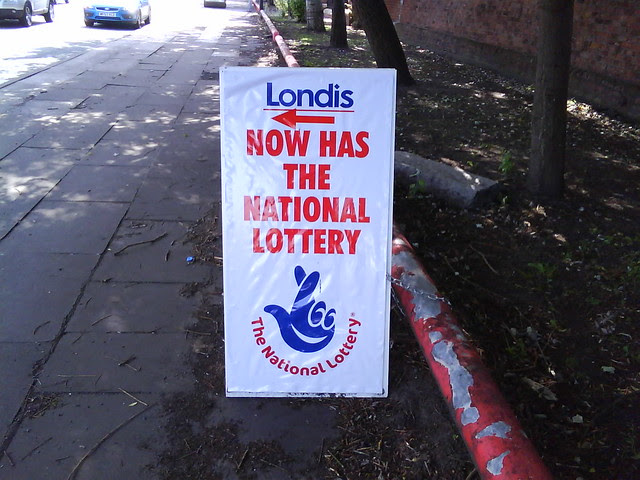 Londis
NOW HAS
THE
NATIONAL
LOTTERY
The National Lottery®